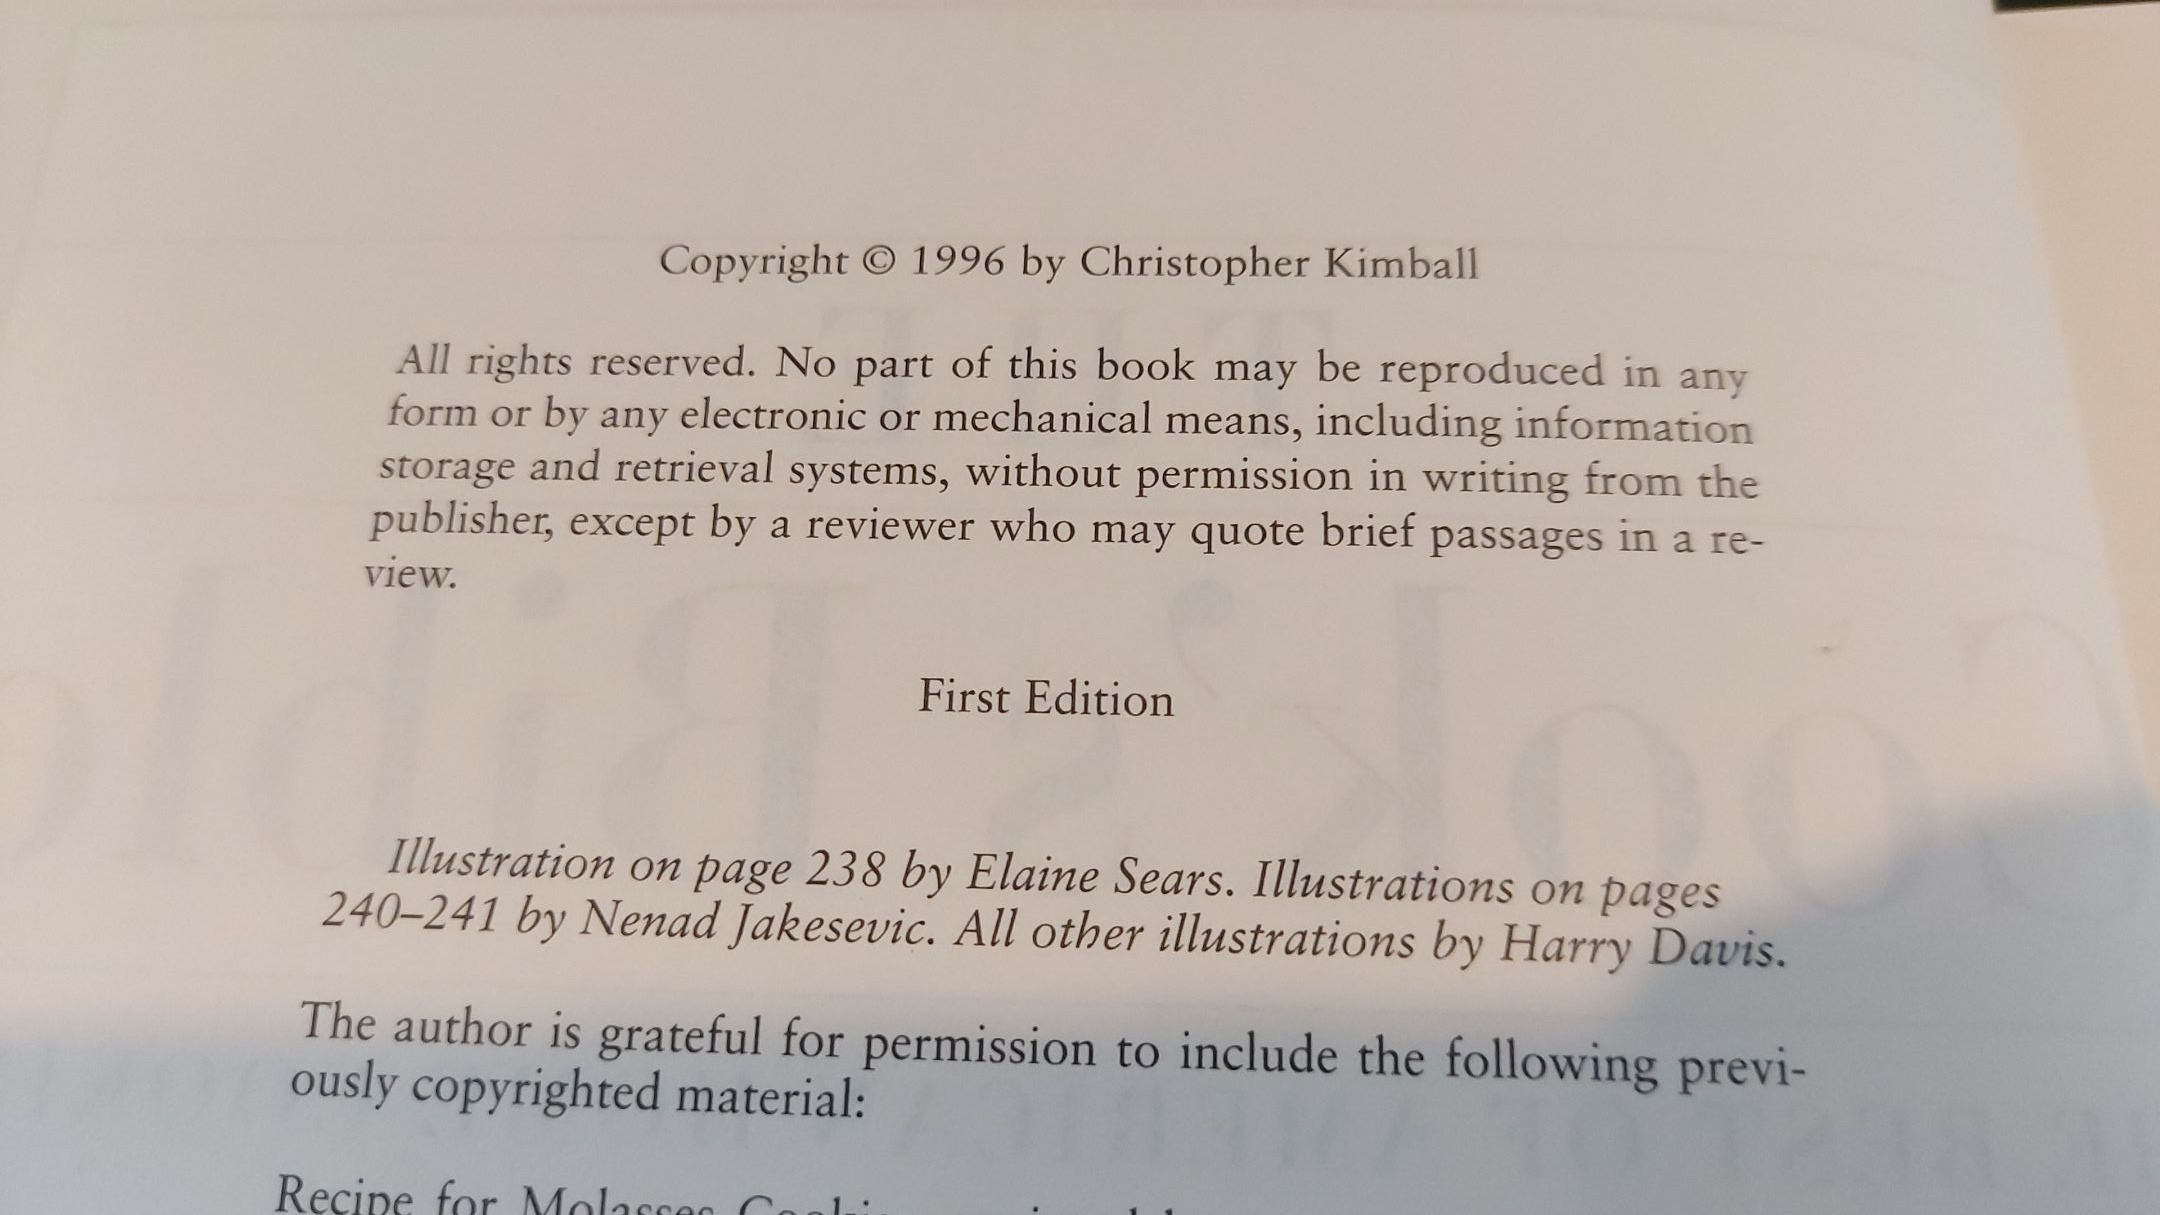 Copyright © 1996 by Christopher Kimball
All rights reserved. No part of this book may be reproduced in any
form or by any electronic or mechanical means, including information
storage and retrieval systems, without permission in writing from the
publisher, except by a reviewer who may quote brief passages in a re-
view.
First Edition
Illustration on page 238 by Elaine Sears. Illustrations on pages
240–241 by Nenad Jakesevic. All other illustrations by Harry Davis.
The author is grateful for permission to include the following previ-
ously copyrighted material:
Recipe for Molasses